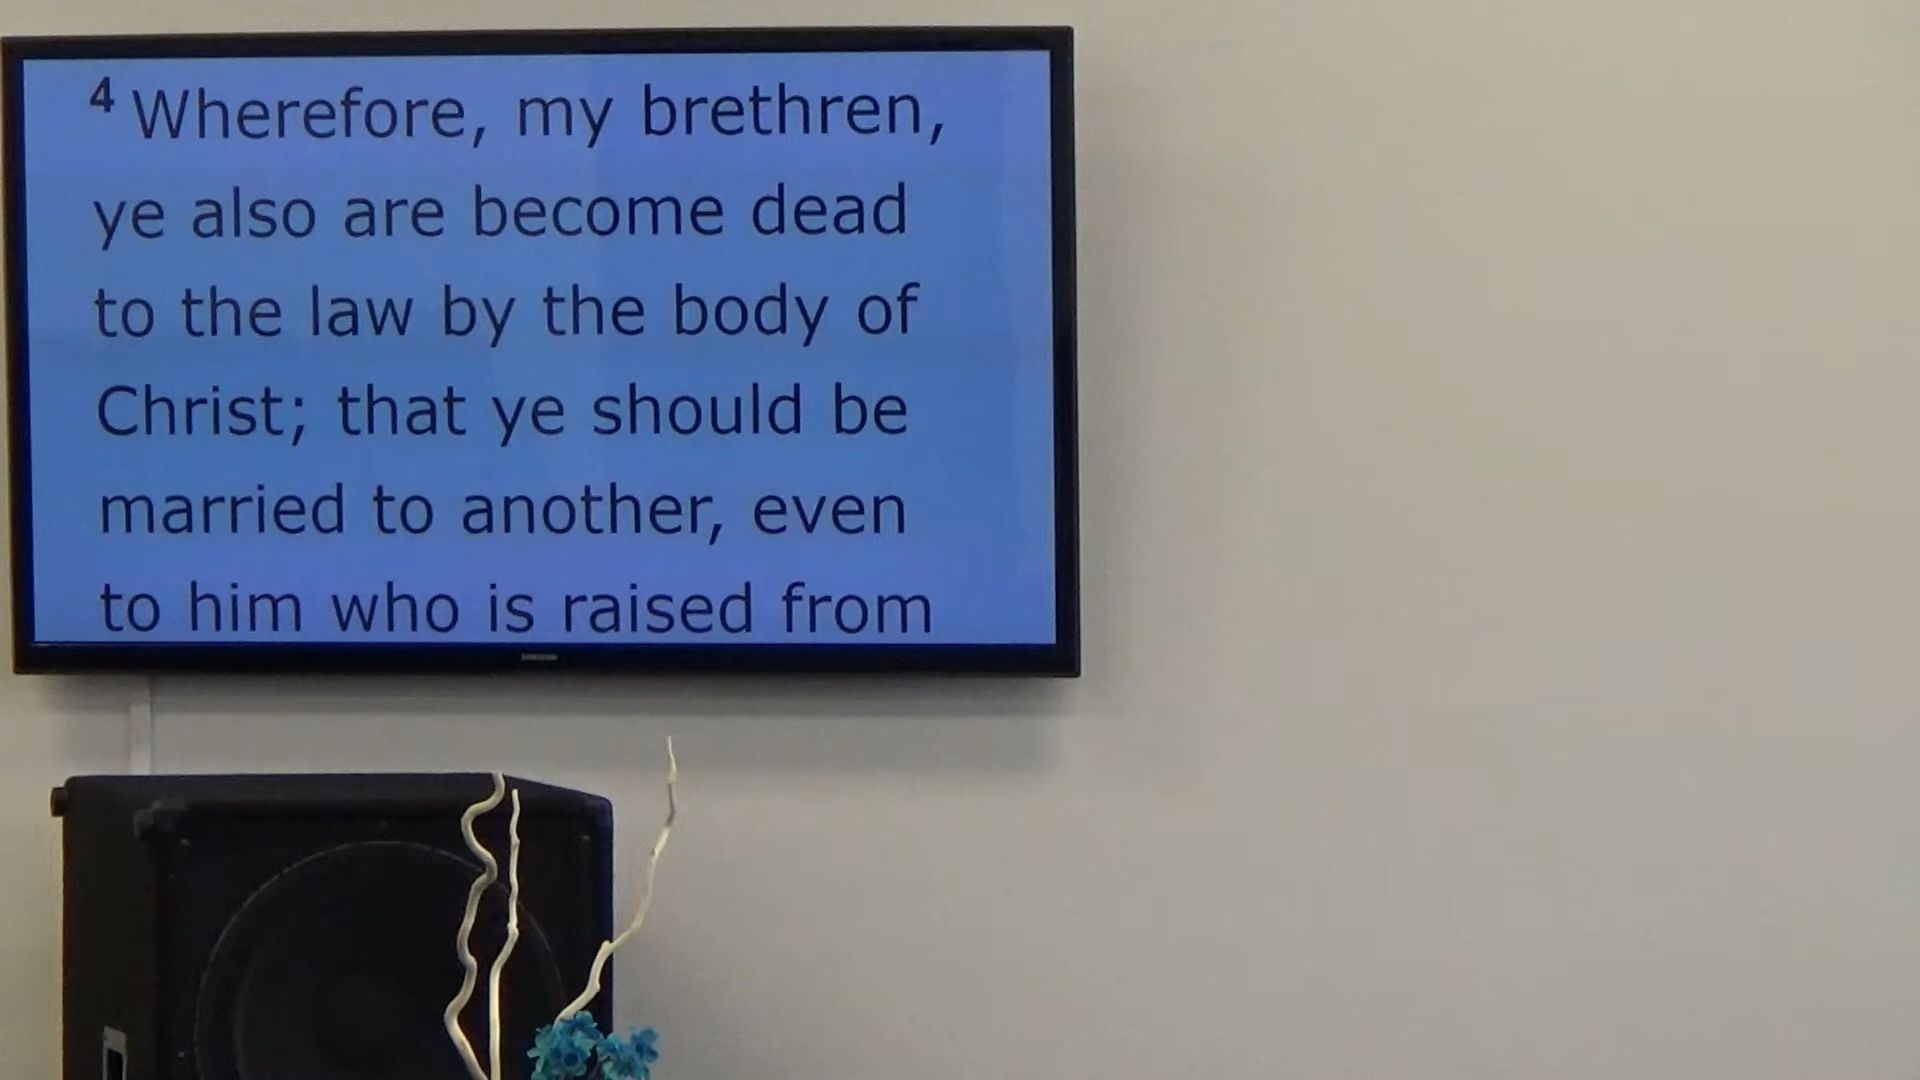 4 Wherefore, my brethren,
ye also are become dead
to the law by the body of
Christ; that ye should be
married to another, even
to him who is raised from